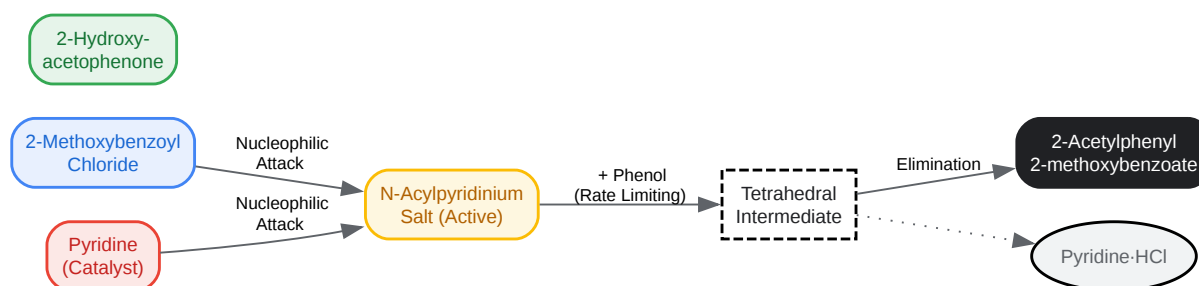 2-Hydroxy-
acetophenone
2-Methoxybenzoyl
Chloride
Nucleophilic
Attack
Nucleophilic
Attack
Pyridine
(Catalyst)
N-Acylpyridinium
Salt (Active)
+ Phenol
(Rate Limiting)
Tetrahedral
Intermediate
Elimination
2-Acetylphenyl
2-methoxybenzoate
Pyridine·HCl